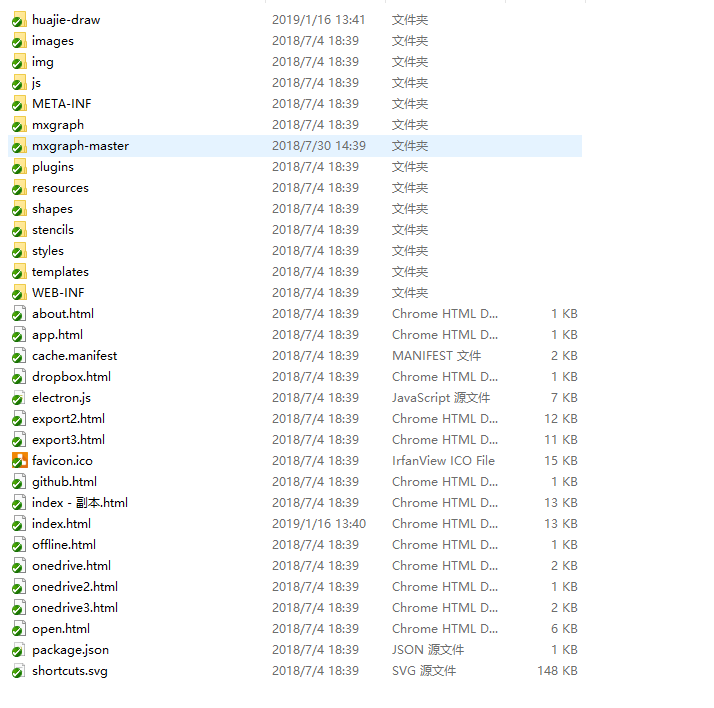 huajie-draw 2019/1/16 13:41 文件夹
images 2018/7/4 18:39 文件夹
img 2018/7/4 18:39 文件夹
js 2018/7/4 18:39 文件夹
META-INF 2018/7/4 18:39 文件夹
mxgraph 2018/7/4 18:39 文件夹
mxgraph-master 2018/7/30 14:39 文件夹
plugins 2018/7/4 18:39 文件夹
resources 2018/7/4 18:39 文件夹
shapes 2018/7/4 18:39 文件夹
stencils 2018/7/4 18:39 文件夹
styles 2018/7/4 18:39 文件夹
templates 2018/7/4 18:39 文件夹
WEB-INF 2018/7/4 18:39 文件夹
about.html 2018/7/4 18:39 Chrome HTML D... 1 KB
app.html 2018/7/4 18:39 Chrome HTML D... 1 KB
cache.manifest 2018/7/4 18:39 MANIFEST 文件 2 KB
dropbox.html 2018/7/4 18:39 Chrome HTML D... 1 KB
electron.js 2018/7/4 18:39 JavaScript 源文件 7 KB
export2.html 2018/7/4 18:39 Chrome HTML D... 12 KB
export3.html 2018/7/4 18:39 Chrome HTML D... 11 KB
favicon.ico 2018/7/4 18:39 IrfanView ICO File 15 KB
github.html 2018/7/4 18:39 Chrome HTML D... 1 KB
index - 副本.html 2018/7/4 18:39 Chrome HTML D... 13 KB
index.html 2019/1/16 13:40 Chrome HTML D... 13 KB
offline.html 2018/7/4 18:39 Chrome HTML D... 1 KB
onedrive.html 2018/7/4 18:39 Chrome HTML D... 2 KB
onedrive2.html 2018/7/4 18:39 Chrome HTML D... 1 KB
onedrive3.html 2018/7/4 18:39 Chrome HTML D... 2 KB
open.html 2018/7/4 18:39 Chrome HTML D... 6 KB
package.json 2018/7/4 18:39 JSON 源文件 1 KB
shortcuts.svg 2018/7/4 18:39 SVG 源文件 148 KB